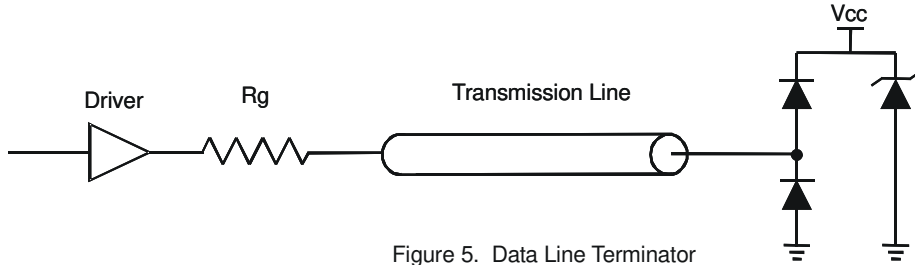 Vcc
Driver
Rg
Transmission Line
Figure 5. Data Line Terminator